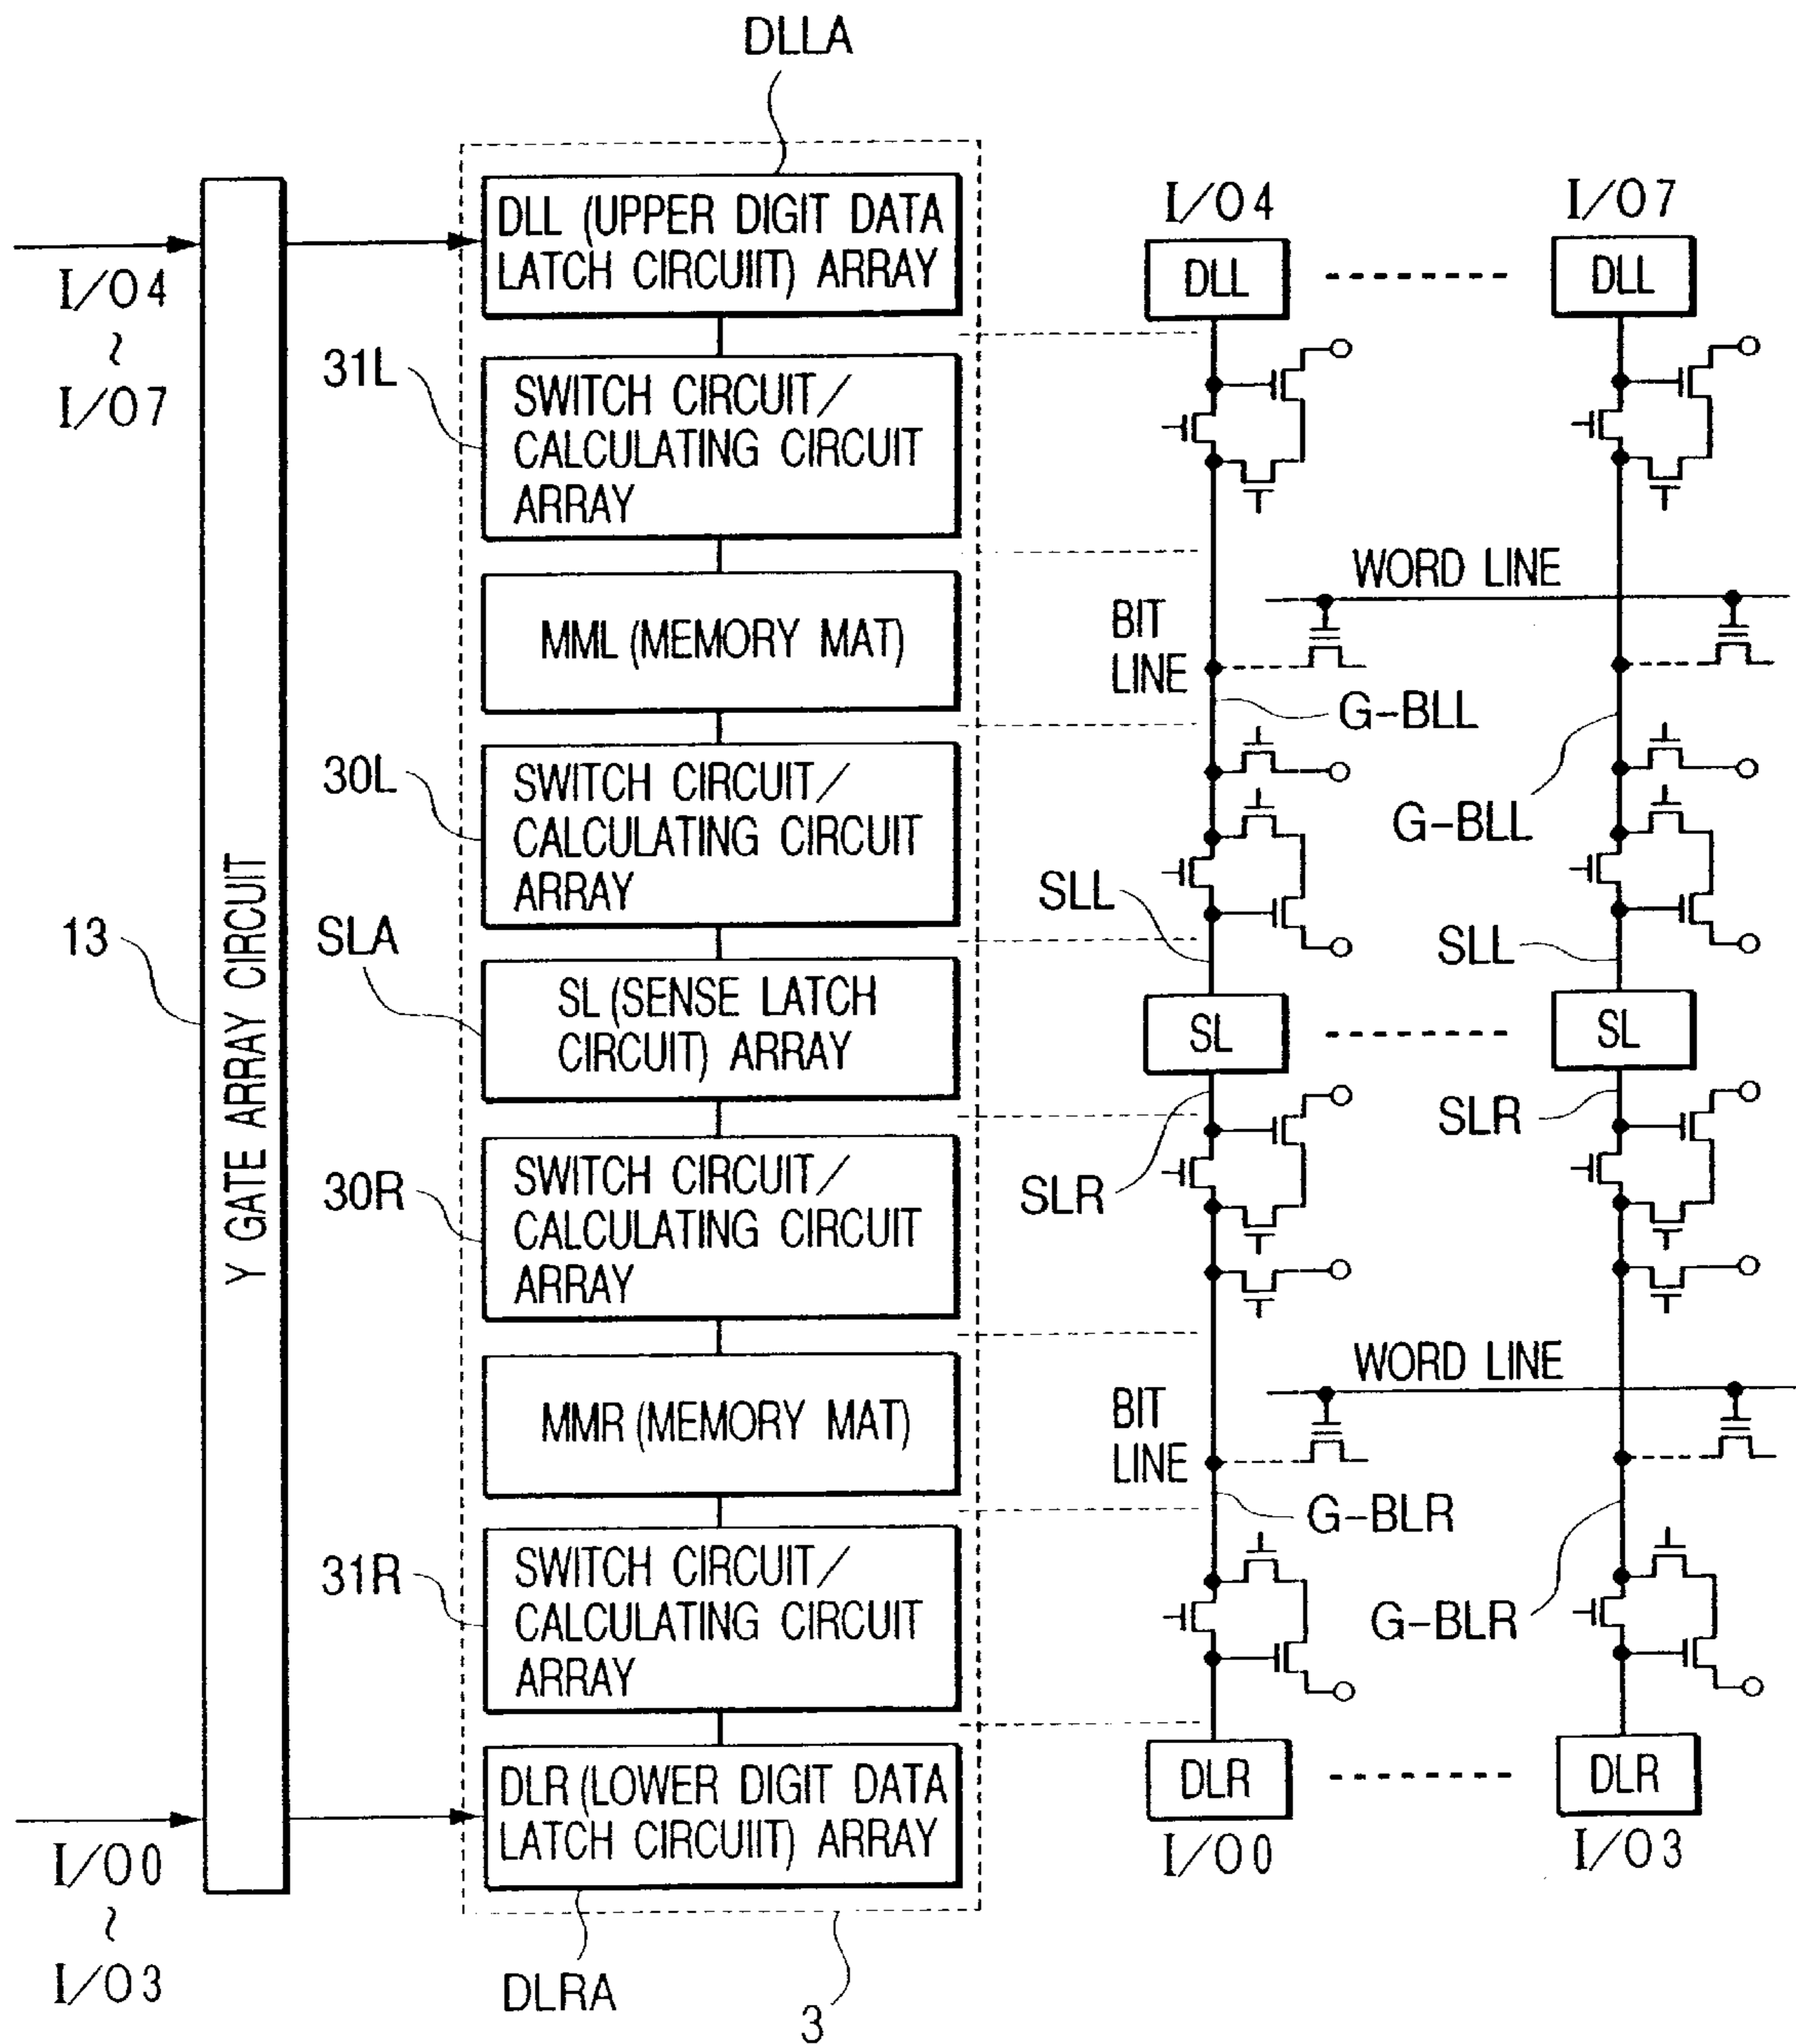 DLLA
I/O4
~
I/O7
DLL (UPPER DIGIT DATA
LATCH CIRCUIIT) ARRAY
31L
SWITCH CIRCUIT/
CALCULATING CIRCUIT
ARRAY
MML (MEMORY MAT)
30L
SWITCH CIRCUIT/
CALCULATING CIRCUIT
ARRAY
13
Y GATE ARRAY CIRCUIT
SLA
SL (SENSE LATCH
CIRCUIT) ARRAY
30R
SWITCH CIRCUIT/
CALCULATING CIRCUIT
ARRAY
MMR (MEMORY MAT)
31R
SWITCH CIRCUIT/
CALCULATING CIRCUIT
ARRAY
DLR (LOWER DIGIT DATA
LATCH CIRCUIIT) ARRAY
I/O0
~
I/O3
DLRA
3
I/O4
I/O7
DLL
DLL
WORD LINE
BIT
LINE
G-BLL
G-BLL
SLL
SLL
SL
SL
SLR
SLR
WORD LINE
BIT
LINE
G-BLR
G-BLR
DLR
DLR
I/O0
I/O3